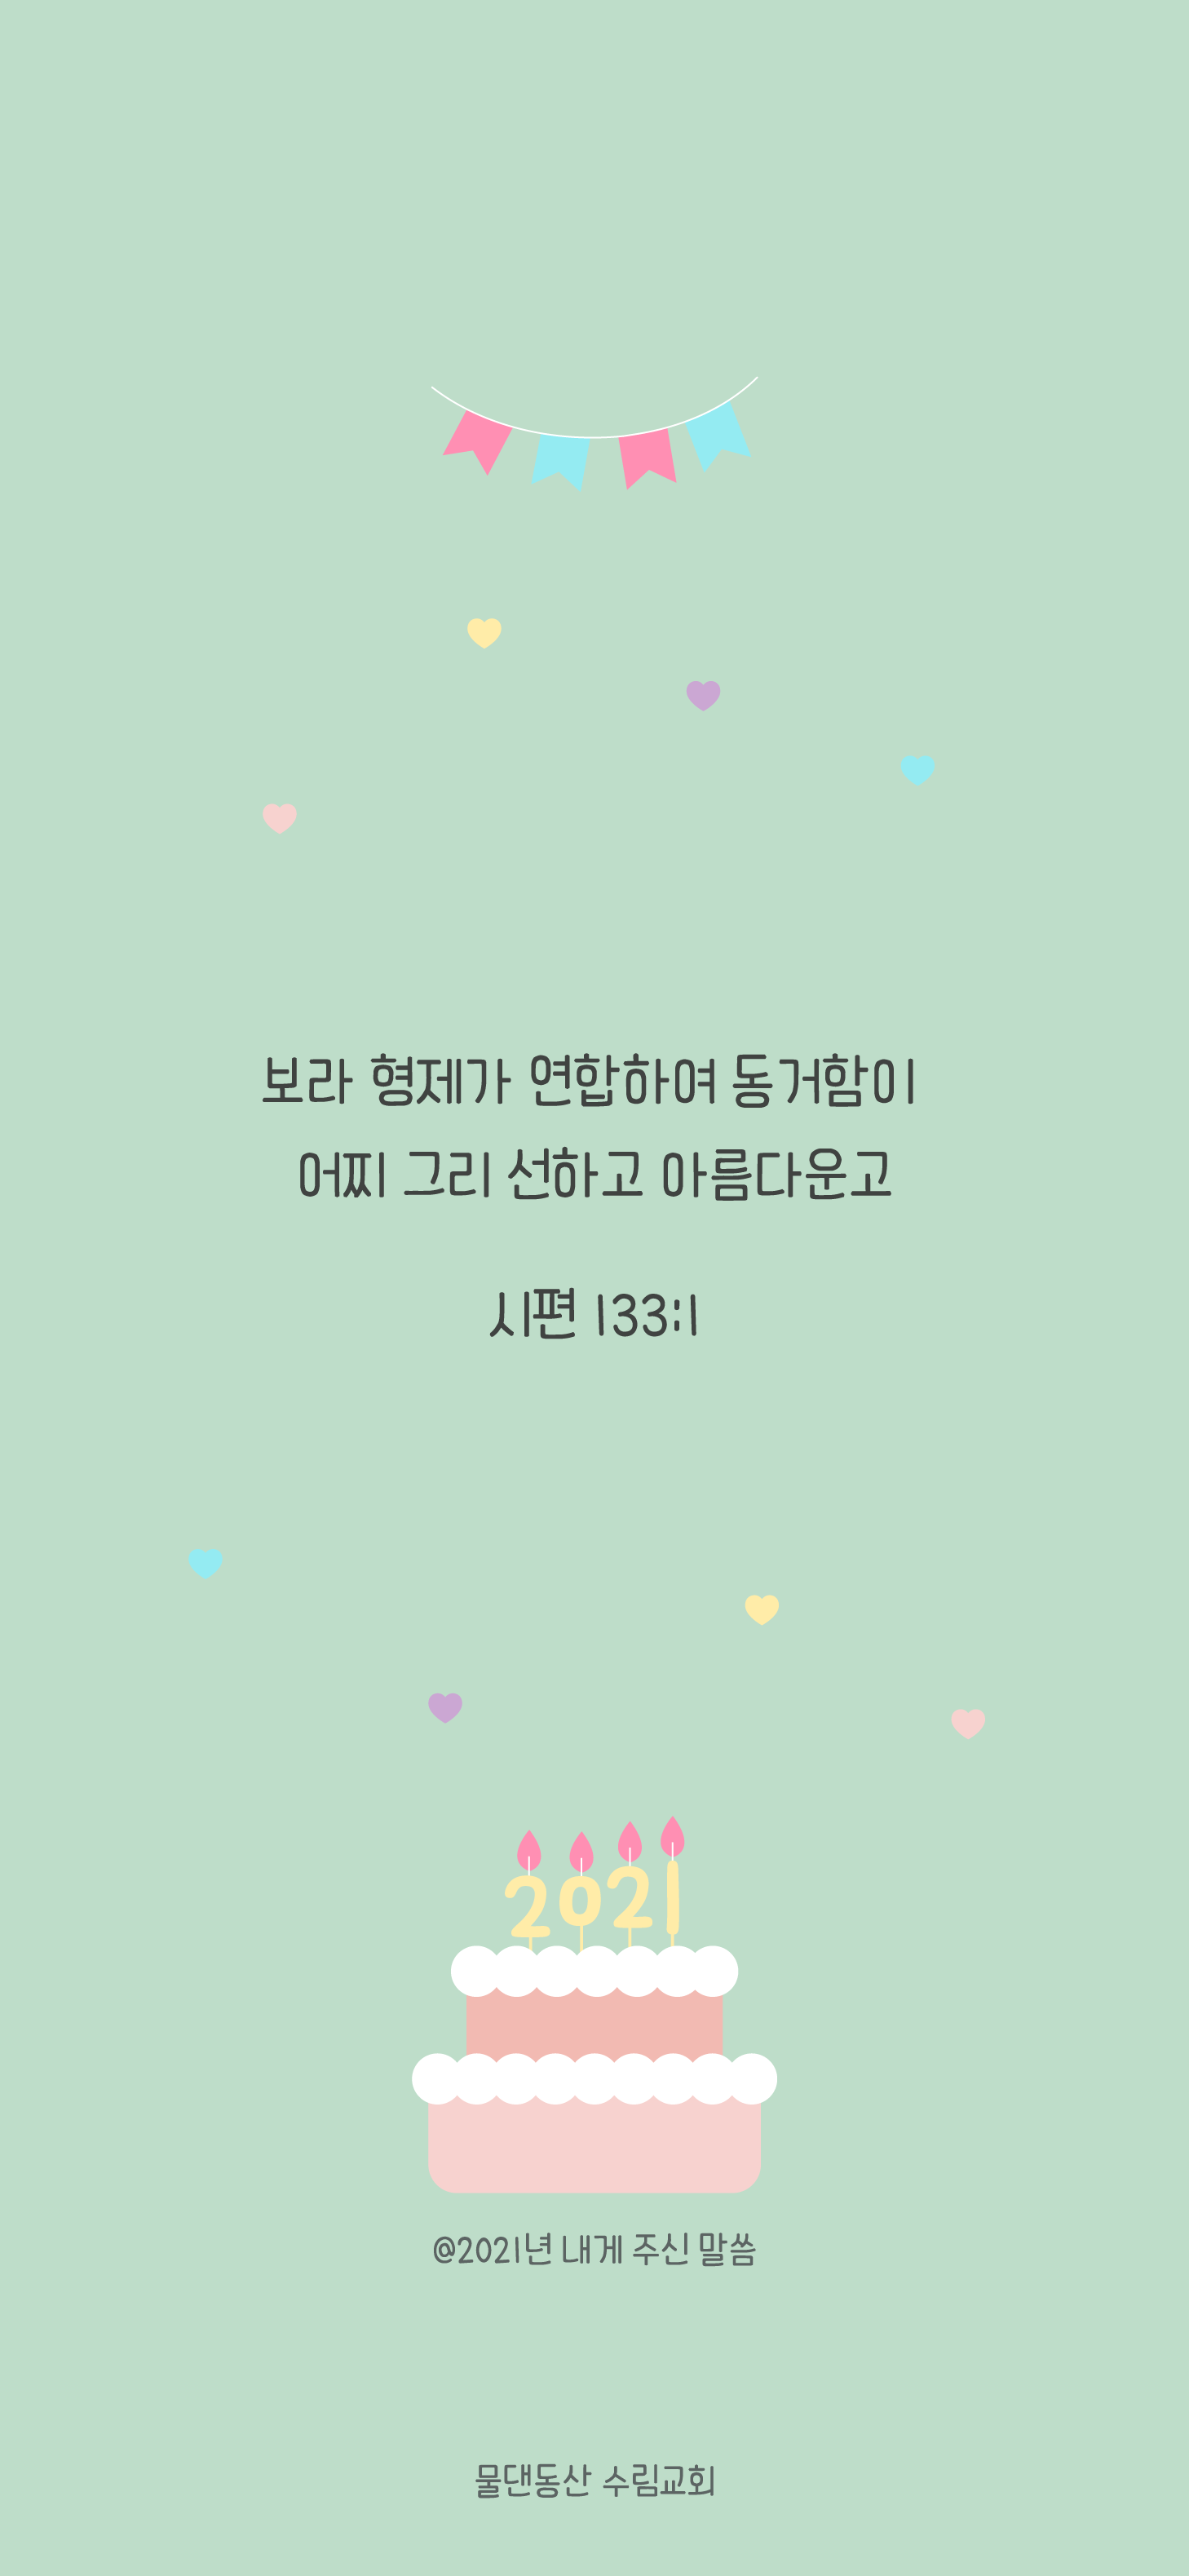 보라 형제가 연합하여 동거함이
어찌 그리 선하고 아름다운고
시편 133:1
2021
@2021년 내게 주신 말씀
물댄동산 수림교회